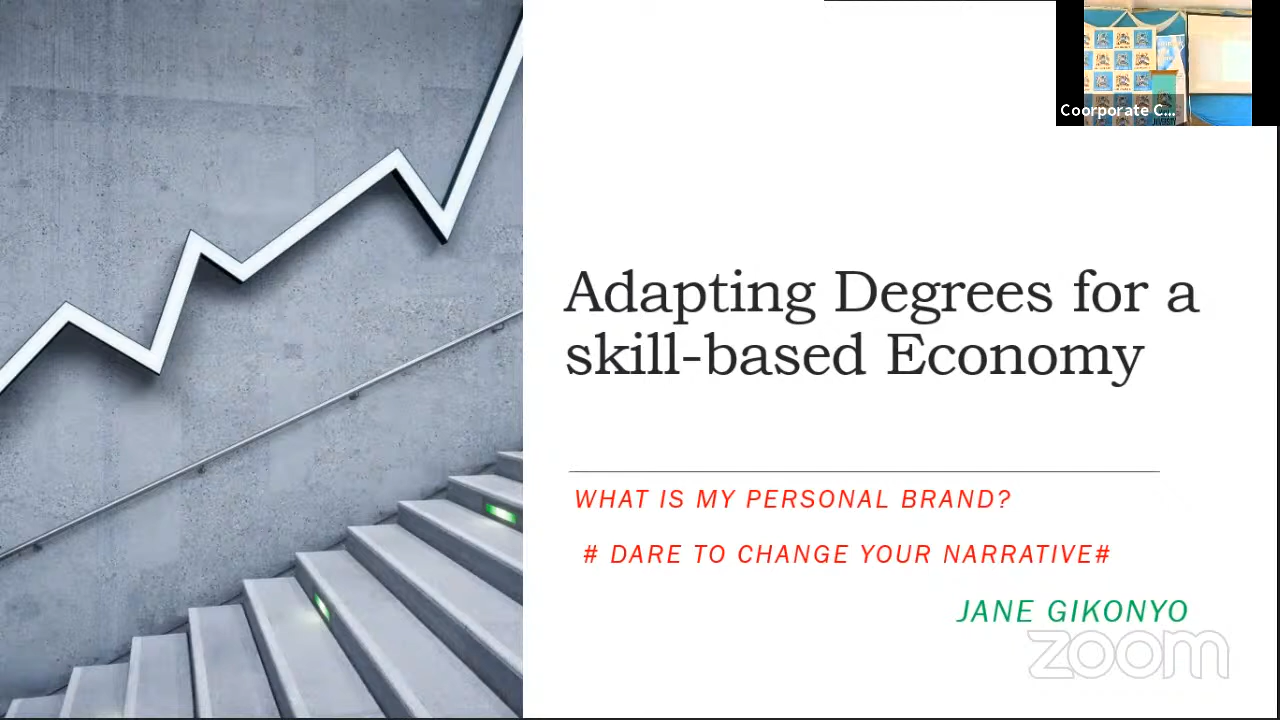 Coorporate C...
Adapting Degrees for a
skill-based Economy
WHAT IS MY PERSONAL BRAND?
# DARE TO CHANGE YOUR NARRATIVE#
JANE GIKONYO
zoom